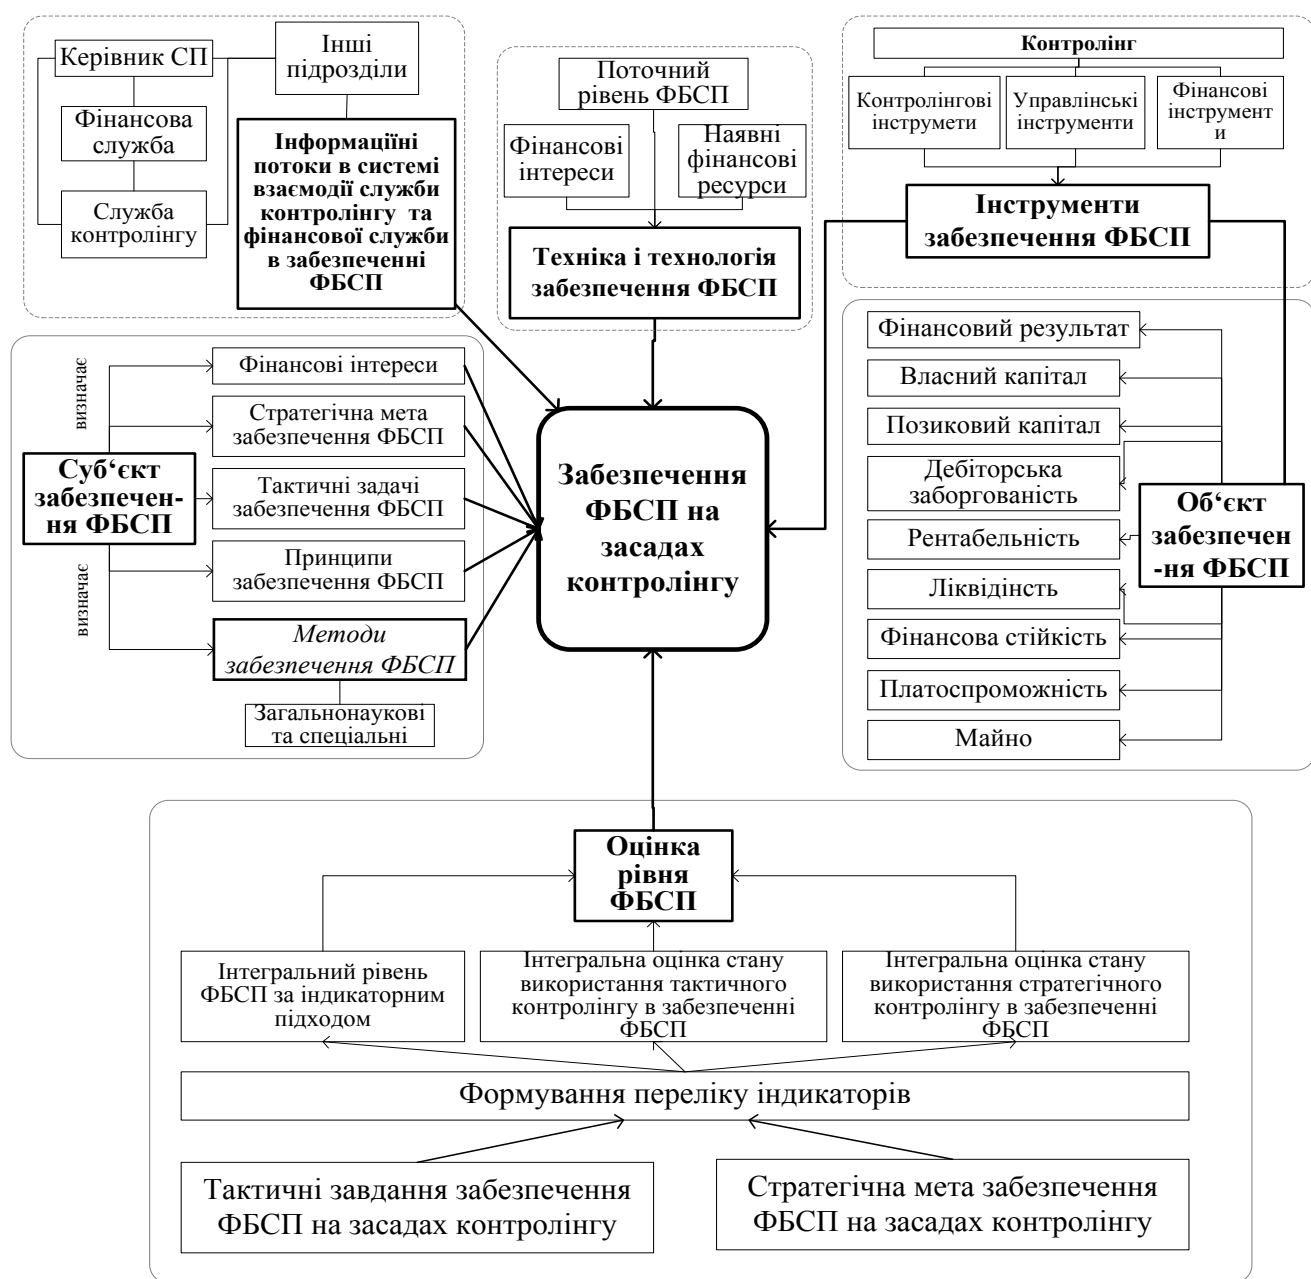 Керівник СП
Інші
підрозділи
Фінансова
служба
Служба
контролінгу
Інформаціїні
потоки в системі
взаємодії служби
контролінгу та
фінансової служби
в забезпеченні
ФБСП
Поточний
рівень ФБСП
Фінансові
інтереси
Наявні
фінансові
ресурси
Техніка і технологія
забезпечення ФБСП
Контролінг
Контролінгові
інструмети
Управлінські
інструменти
Фінансові
інструмент
и
Інструменти
забезпечення ФБСП
визначає
визначає
Суб‘єкт
забезпечен-
ня ФБСП
Фінансові інтереси
Стратегічна мета
забезпечення ФБСП
Тактичні задачі
забезпечення ФБСП
Принципи
забезпечення ФБСП
Методи
забезпечення ФБСП
Загальнонаукові
та спеціальні
Забезпечення
ФБСП на
засадах
контролінгу
Фінансовий результат
Власний капітал
Позиковий капітал
Дебіторська
заборгованість
Рентабельність
Ліквідінсть
Фінансова стійкість
Платоспроможність
Майно
Об‘єкт
забезпечен
-ня ФБСП
Оцінка
рівня
ФБСП
Інтегральний рівень
ФБСП за індикаторним
підходом
Інтегральна оцінка стану
використання тактичного
контролінгу в забезпеченні
ФБСП
Інтегральна оцінка стану
використання стратегічного
контролінгу в забезпеченні
ФБСП
Формування переліку індикаторів
Тактичні завдання забезпечення
ФБСП на засадах контролінгу
Стратегічна мета забезпечення
ФБСП на засадах контролінгу